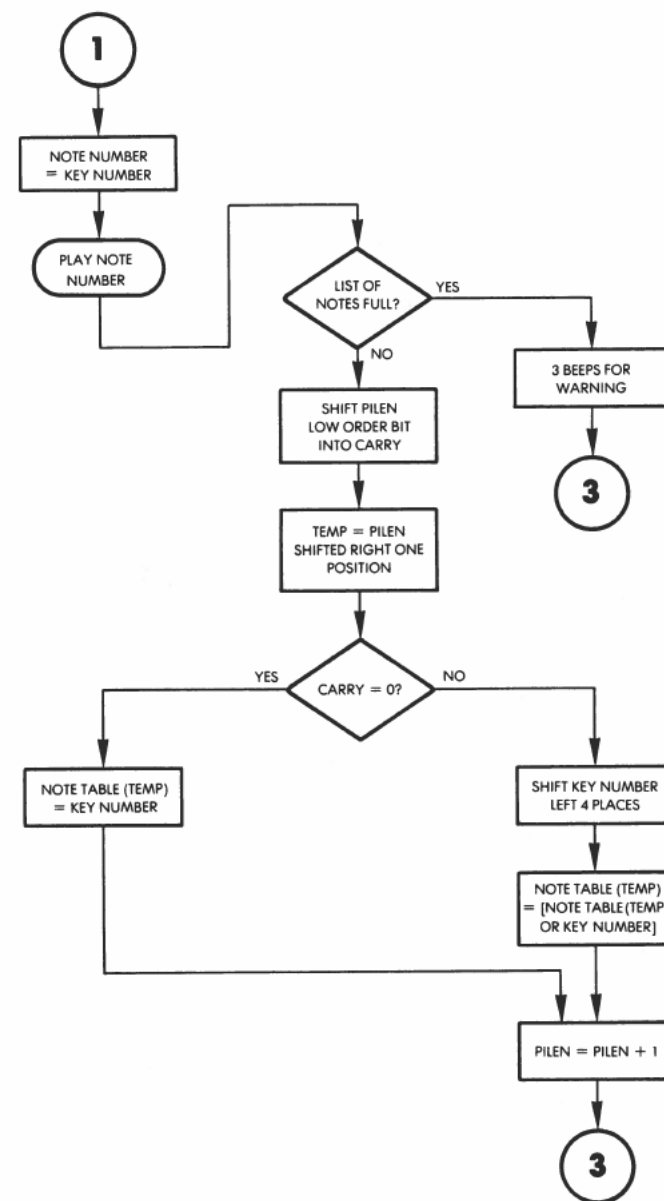 1
NOTE NUMBER
= KEY NUMBER
PLAY NOTE
NUMBER
LIST OF
NOTES FULL?
YES
NO
3 BEEPS FOR
WARNING
3
SHIFT PILEN
LOW ORDER BIT
INTO CARRY
TEMP = PILEN
SHIFTED RIGHT ONE
POSITION
CARRY = 0?
YES
NO
NOTE TABLE (TEMP)
= KEY NUMBER
SHIFT KEY NUMBER
LEFT 4 PLACES
NOTE TABLE (TEMP)
= [NOTE TABLE (TEMP
OR KEY NUMBER]
PILEN = PILEN + 1
3